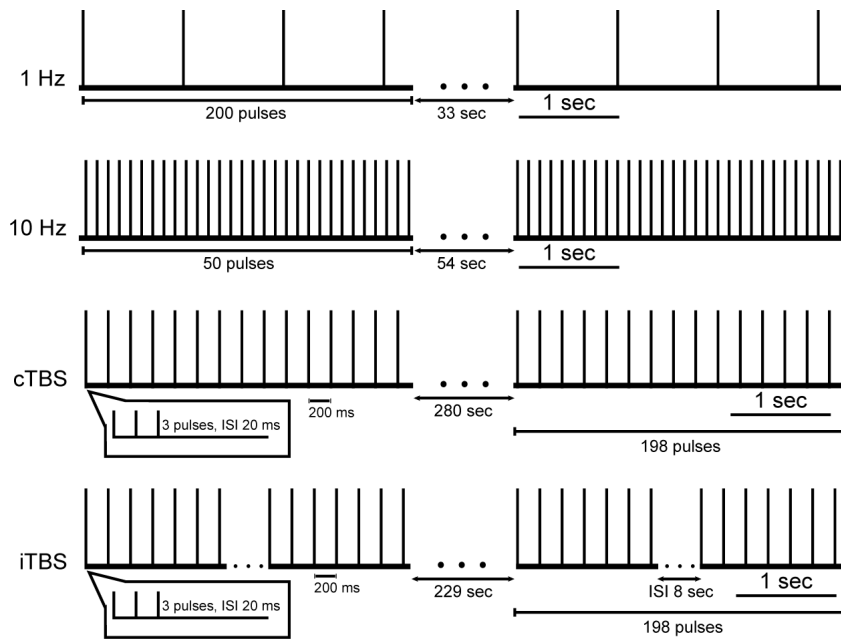 1 Hz
200 pulses
33 sec
1 sec
10 Hz
50 pulses
54 sec
1 sec
cTBS
3 pulses, ISI 20 ms
200 ms
280 sec
1 sec
198 pulses
iTBS
3 pulses, ISI 20 ms
200 ms
229 sec
ISI 8 sec
1 sec
198 pulses